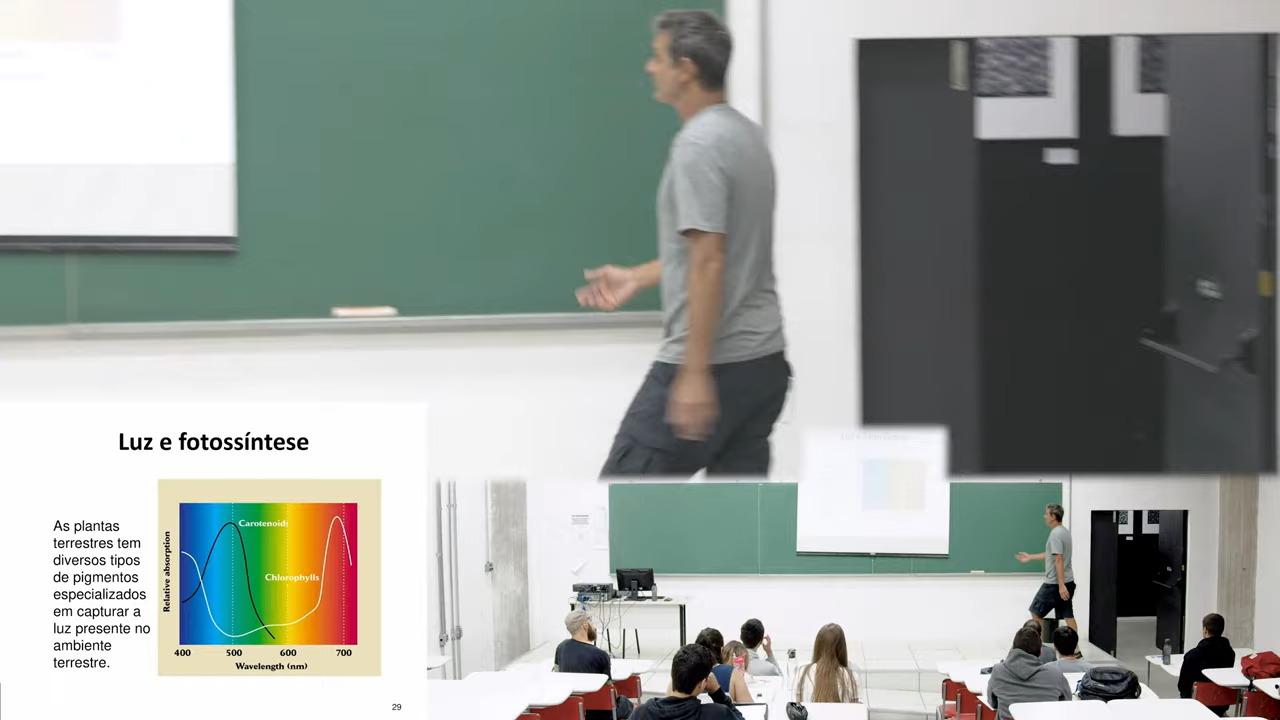 Luz e fotossíntese
As plantas
terrestres tem
diversos tipos
de pigmentos
especializados
em capturar a
luz presente no
ambiente
terrestre.
Relative absorption
Carotenoids
Chlorophylls
400 500 600 700
Wavelength (nm)
29